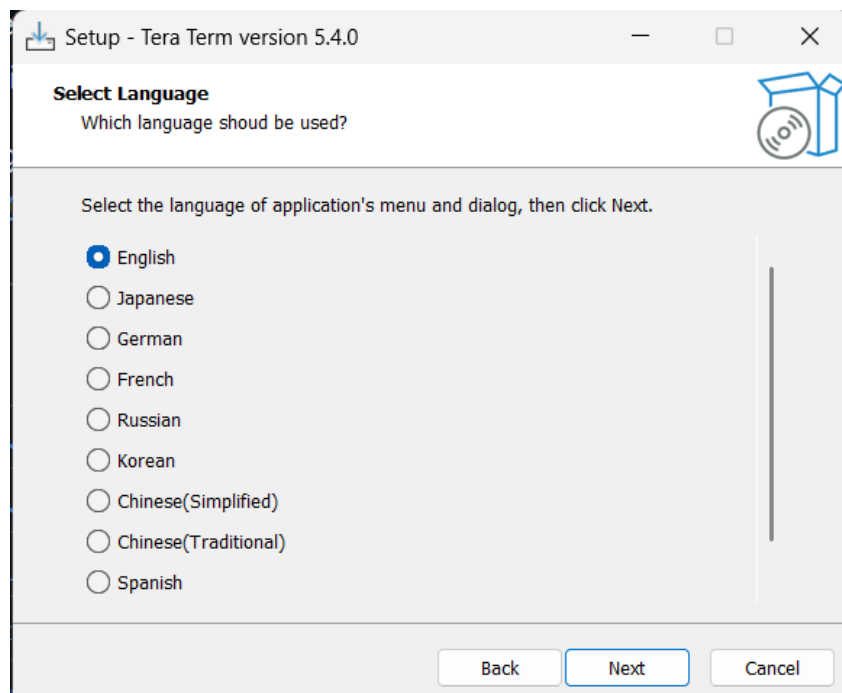 Setup - Tera Term version 5.4.0
Select Language
Which language shoud be used?
Select the language of application's menu and dialog, then click Next.
English
Japanese
German
French
Russian
Korean
Chinese(Simplified)
Chinese(Traditional)
Spanish
Back Next Cancel